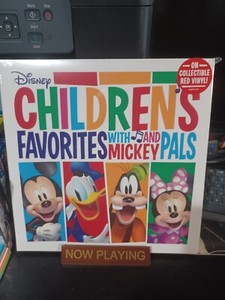 Disney
CHILDREN'S
FAVORITES WITH AND MICKEY PALS
ON
COLLECTIBLE
RED VINYL!
NOW PLAYING